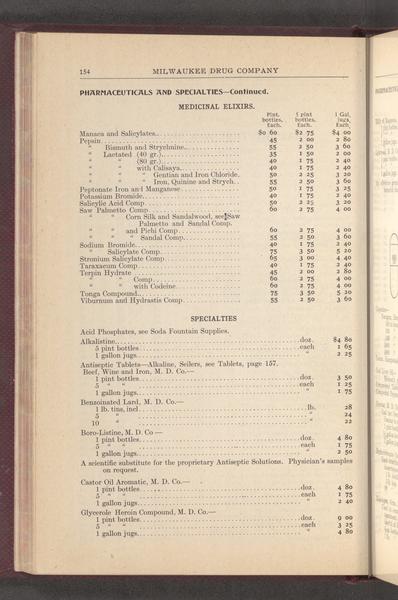 154 MILWAUKEE DRUG COMPANY
PHARMACEUTICALS AND SPECIALTIES—Continued.
MEDICINAL ELIXIRS.
Pint. 5 pint 1 Gal.
bottles, bottles, jugs,
Each. Each. Each.
Manaca and Salicylates $0 60 $2 75 $4 00
Pepsin 45 2 00 2 80
" Bismuth and Strychnine 55 2 50 3 60
" Lactated (40 gr.) 35 1 50 2 00
" " (80 gr.) 40 1 75 2 40
" " with Calisaya 40 1 75 2 40
" " " Gentian and Iron Chloride 50 2 25 3 20
" " " Iron, Quinine and Strych 55 2 50 3 60
Peptonate Iron and Manganese 50 1 75 3 25
Potassium Bromide 40 1 75 2 40
Salicylic Acid Comp 50 2 25 3 20
Saw Palmetto Comp 60 2 75 4 00
" " Corn Silk and Sandalwood, see Saw
Palmetto and Sandal Comp.
" " and Pichi Comp 60 2 75 4 00
" " " Sandal Comp 55 2 50 3 60
Sodium Bromide 40 1 75 2 40
" Salicylate Comp 75 3 50 5 20
Stronium Salicylate Comp 65 3 00 4 40
Taraxacum Comp 40 1 75 2 40
Terpin Hydrate 45 2 00 2 80
" " Comp 60 2 75 4 00
" " with Codeine 60 2 75 4 00
Tonga Compound 75 3 50 5 20
Viburnum and Hydrastis Comp 55 2 50 3 60
SPECIALTIES
Acid Phosphates, see Soda Fountain Supplies.
Alkalistine doz. $4 80
5 pint bottles each 1 65
1 gallon jugs " 2 25
Antiseptic Tablets—Alkaline, Seilers, see Tablets, page 157.
Beef, Wine and Iron, M. D. Co.—
1 pint bottles doz. 3 50
5 " " each 1 25
1 gallon jugs " 1 75
Benzoinated Lard, M. D. Co.—
1 lb. tins, incl lb. 28
5 " " 24
10 " " 22
Boro-Listine, M. D. Co—
1 pint bottles doz. 4 80
5 " " each 1 75
1 gallon jugs " 2 50
A scientific substitute for the proprietary Antiseptic Solutions. Physician's samples
on request.
Castor Oil Aromatic, M. D. Co.—
1 pint bottles doz. 4 80
5 " " each 1 75
1 gallon jugs " 2 40
Glycerole Heroin Compound, M. D. Co.—
1 pint bottles doz. 9 00
5 " " each 3 25
1 gallon jugs " 4 80